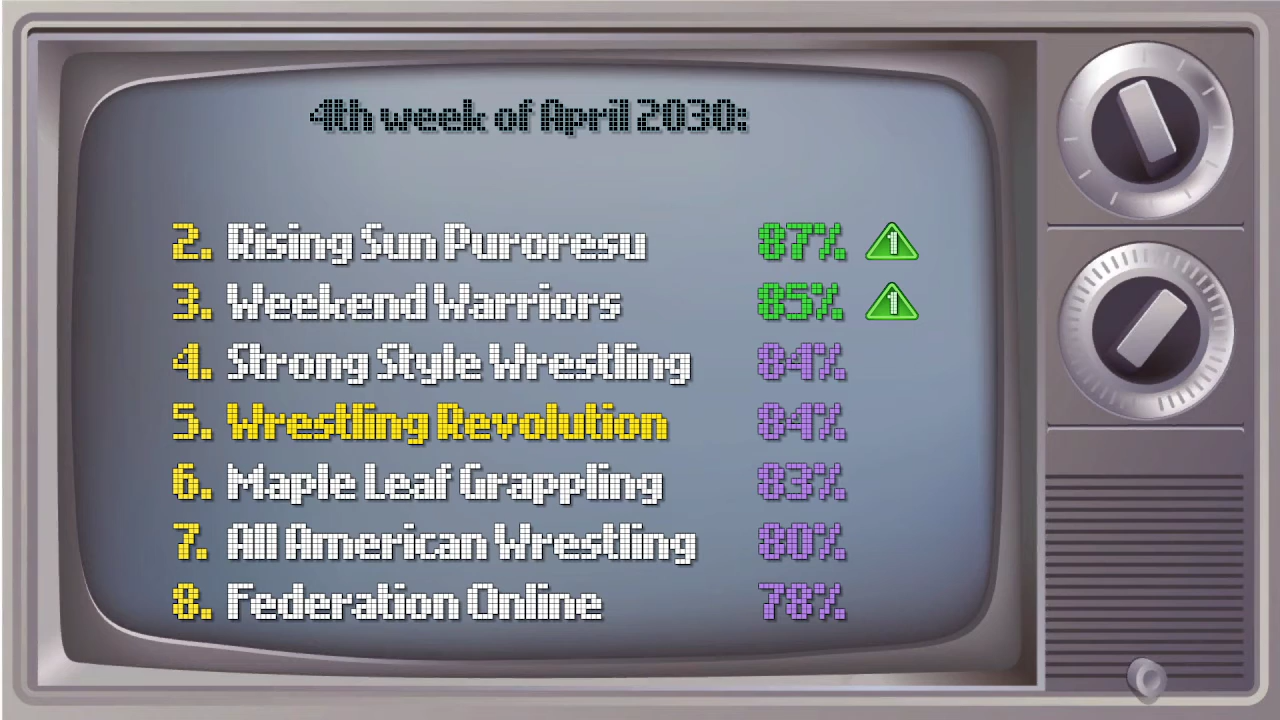 4th week of April 2030:
2. Rising Sun Puroresu 87% 1
3. Weekend Warriors 85% 1
4. Strong Style Wrestling 84%
5. Wrestling Revolution 84%
6. Maple Leaf Grappling 83%
7. All American Wrestling 80%
8. Federation Online 78%